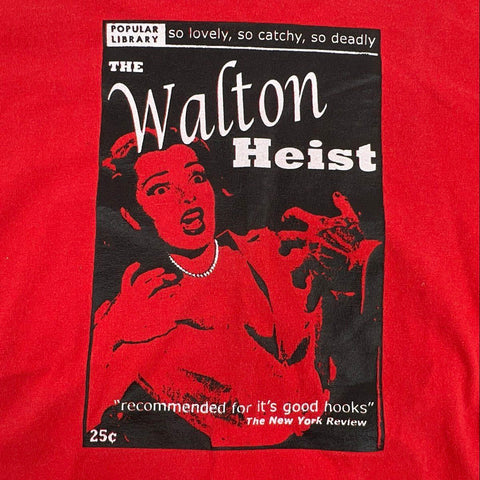 POPULAR
LIBRARY
so lovely, so catchy, so deadly
THE
Walton
Heist
"recommended for it's good hooks"
The New York Review
25¢